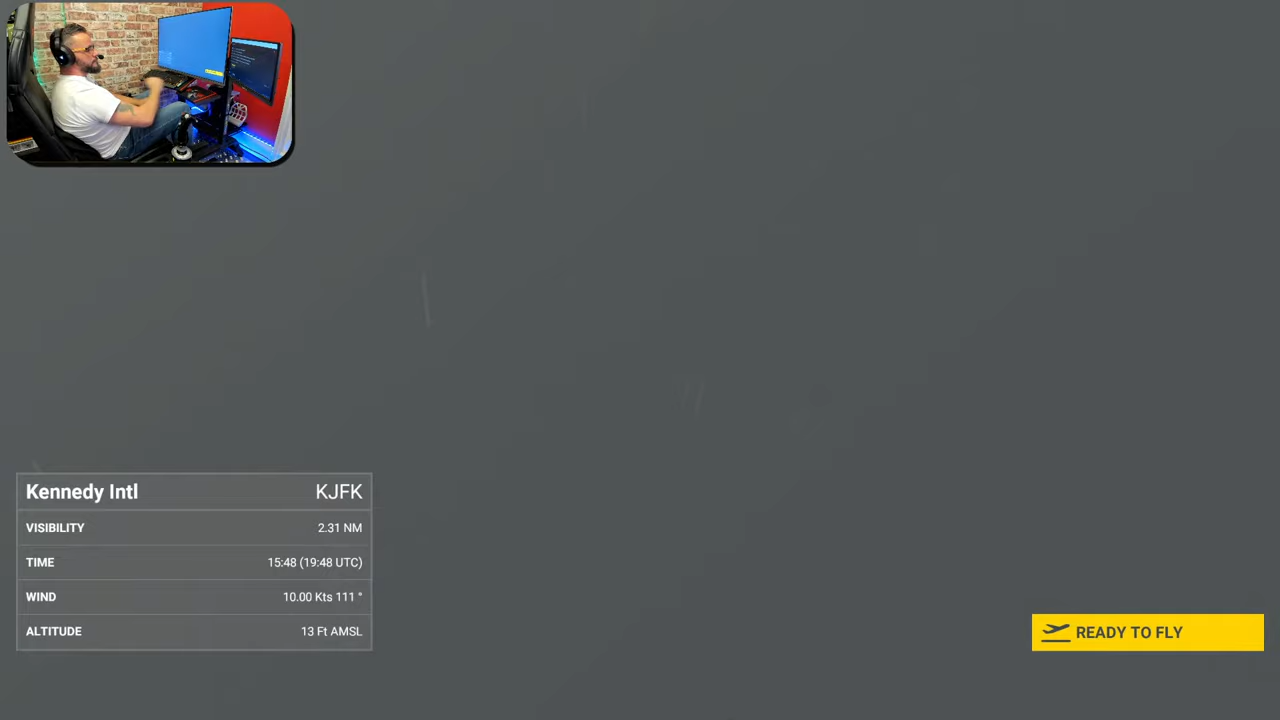 Kennedy Intl KJFK
VISIBILITY 2.31 NM
TIME 15:48 (19:48 UTC)
WIND 10.00 Kts 111 °
ALTITUDE 13 Ft AMSL
READY TO FLY